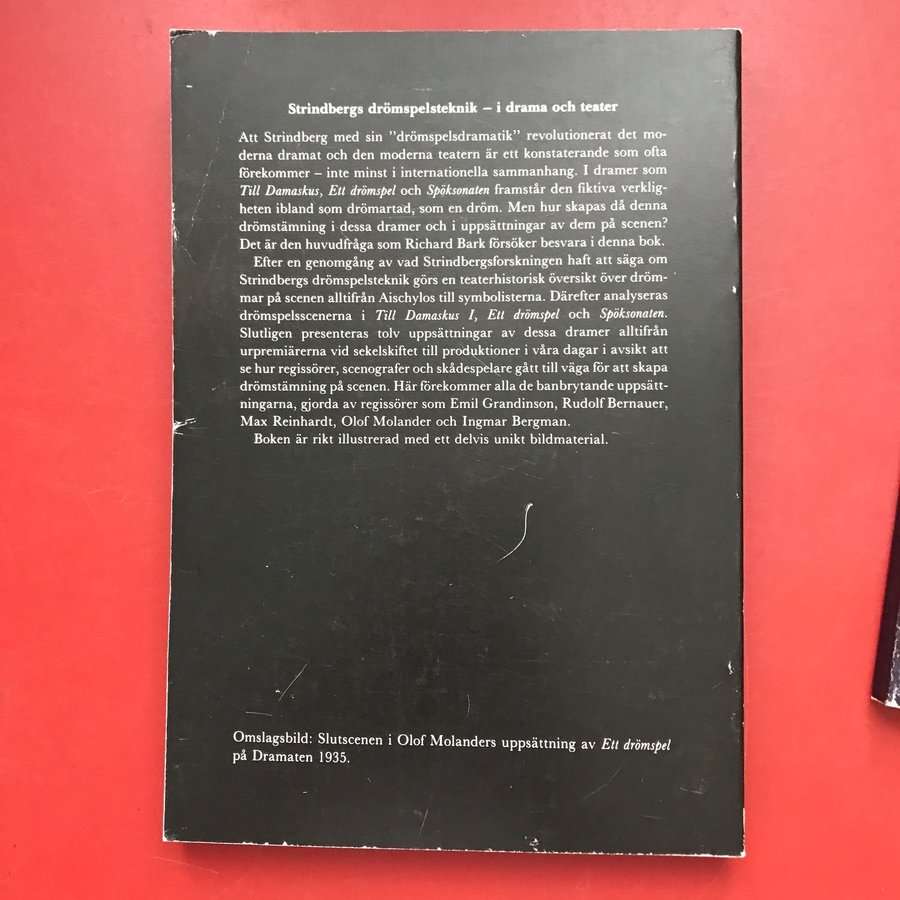 Strindbergs drömspelsteknik – i drama och teater
Att Strindberg med sin ”drömspelsdramatik” revolutionerat det mo-
derna dramat och den moderna teatern är ett konstaterande som ofta
förekommer – inte minst i internationella sammanhang. I dramer som
Till Damaskus, Ett drömspel och Spöksonaten framstår den fiktiva verklig-
heten ibland som drömartad, som en dröm. Men hur skapas då denna
drömstämning i dessa dramer och i uppsättningar av dem på scenen?
Det är den huvudfråga som Richard Bark försöker besvara i denna bok.
Efter en genomgång av vad Strindbergsforskningen haft att säga om
Strindbergs drömspelsteknik görs en teaterhistorisk översikt över dröm-
mar på scenen alltifrån Aischylos till symbolisterna. Därefter analyseras
drömspelsscenerna i Till Damaskus I, Ett drömspel och Spöksonaten.
Slutligen presenteras tolv uppsättningar av dessa dramer alltifrån
urpremiärerna vid sekelskiftet till produktioner i våra dagar i avsikt att
se hur regissörer, scenografer och skådespelare gått till väga för att skapa
drömstämning på scenen. Här förekommer alla de banbrytande uppsätt-
ningarna, gjorda av regissörer som Emil Grandinson, Rudolf Bernauer,
Max Reinhardt, Olof Molander och Ingmar Bergman.
Boken är rikt illustrerad med ett delvis unikt bildmaterial.
Omslagsbild: Slutscenen i Olof Molanders uppsättning av Ett drömspel
på Dramaten 1935.